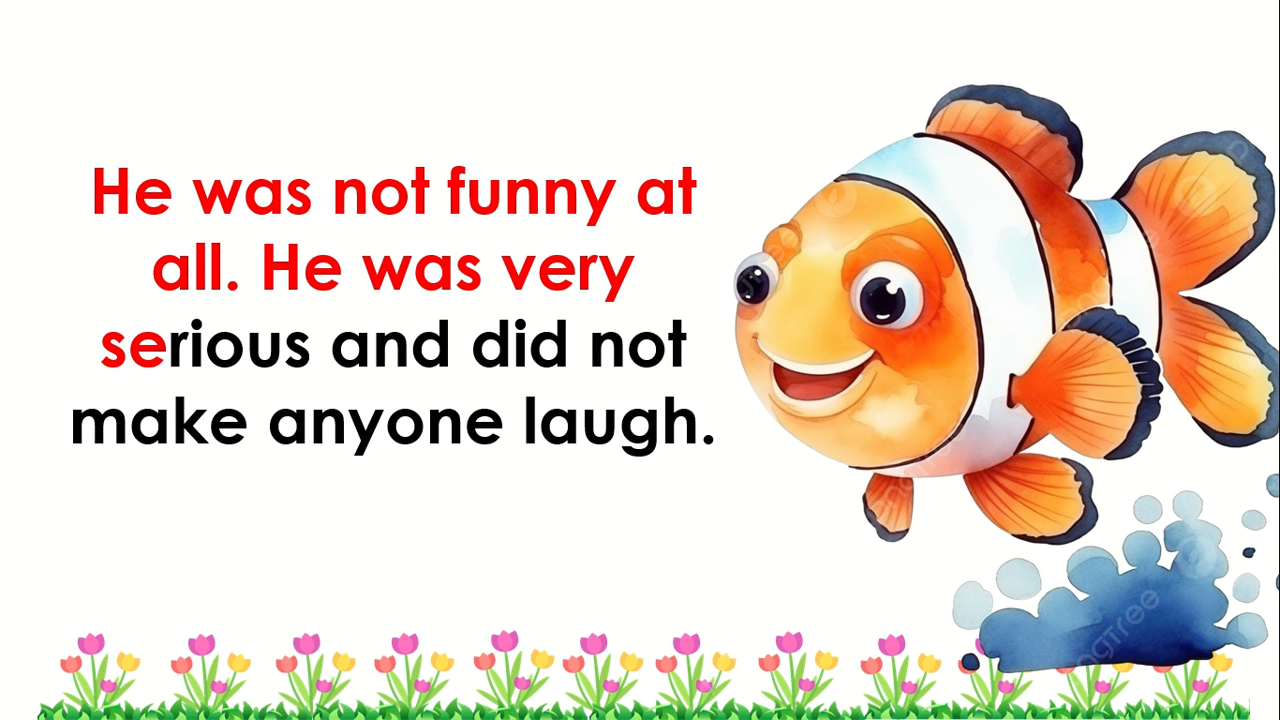 He was not funny at
all. He was very
serious and did not
make anyone laugh.